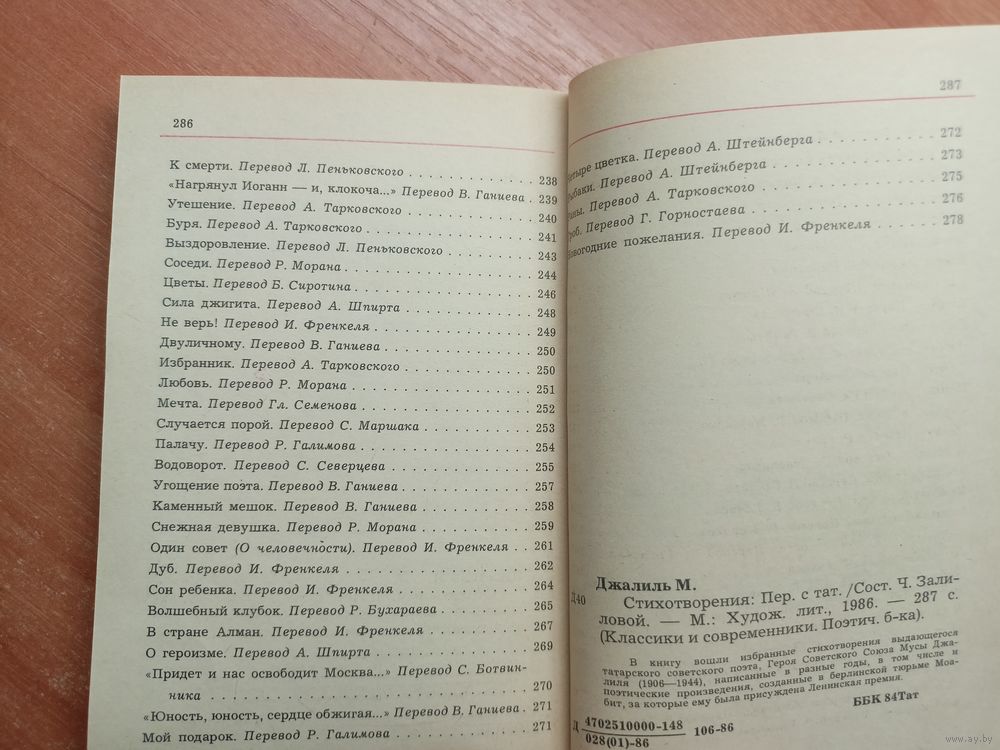 286
К смерти. Перевод Л. Пеньковского . . . . . . . . . . . . . 238
«Нагрянул Иоганн — и, клокоча...» Перевод В. Ганиева . 239
Утешение. Перевод А. Тарковского . . . . . . . . . . . . 240
Буря. Перевод А. Тарковского . . . . . . . . . . . . . . 241
Выздоровление. Перевод Л. Пеньковского . . . . . . . . . 243
Соседи. Перевод Р. Морана . . . . . . . . . . . . . . . . 244
Цветы. Перевод Б. Сиротина . . . . . . . . . . . . . . . 246
Сила джигита. Перевод А. Шпирта . . . . . . . . . . . . 248
Не верь! Перевод И. Френкеля . . . . . . . . . . . . . . 249
Двуличному. Перевод В. Ганиева . . . . . . . . . . . . . 250
Избранник. Перевод А. Тарковского . . . . . . . . . . . . 250
Любовь. Перевод Р. Морана . . . . . . . . . . . . . . . . 251
Мечта. Перевод Гл. Семенова . . . . . . . . . . . . . . . 252
Случается порой. Перевод С. Маршака . . . . . . . . . . 253
Палачу. Перевод Р. Галимова . . . . . . . . . . . . . . . 254
Водоворот. Перевод С. Северцева . . . . . . . . . . . . . 255
Угощение поэта. Перевод В. Ганиева . . . . . . . . . . . 257
Каменный мешок. Перевод В. Ганиева . . . . . . . . . . 258
Снежная девушка. Перевод Р. Морана . . . . . . . . . . 259
Один совет (О человечности). Перевод И. Френкеля . . 261
Дуб. Перевод И. Френкеля . . . . . . . . . . . . . . . . 262
Сон ребенка. Перевод И. Френкеля . . . . . . . . . . . . 264
Волшебный клубок. Перевод Р. Бухараева . . . . . . . . 265
В стране Алман. Перевод И. Френкеля . . . . . . . . . . 267
О героизме. Перевод А. Шпирта . . . . . . . . . . . . . 269
«Придет и нас освободит Москва...» Перевод С. Ботвин-
ника . . . . . . . . . . . . . . . . . . . . . . . . . . 270
«Юность, юность, сердце обжигая...» Перевод В. Ганиева . 271
Мой подарок. Перевод Р. Галимова . . . . . . . . . . . . 271
287
цветка. Перевод А. Штейнберга . . . . . . . . . 272
Перевод А. Штейнберга . . . . . . . . . . . . . 273
Перевод А. Тарковского . . . . . . . . . . . . . 275
Перевод Г. Горностаева . . . . . . . . . . . . . 276
пожелания. Перевод И. Френкеля . . . . . . . 278
Джалиль М.
Д40 Стихотворения: Пер. с тат. /Сост. Ч. Зали-
ловой. — М.: Худож. лит., 1986. — 287 с.
(Классики и современники. Поэтич. б-ка).
В книгу вошли избранные стихотворения выдающегося
татарского советского поэта, Героя Советского Союза Мусы Джа-
лиля (1906—1944), написанные в разные годы, в том числе и
поэтические произведения, созданные в берлинской тюрьме Моа-
бит, за которые ему была присуждена Ленинская премия.
Д 4702510000-148
028(01)-86 106-86
ББК 84Тат
www.ay.by